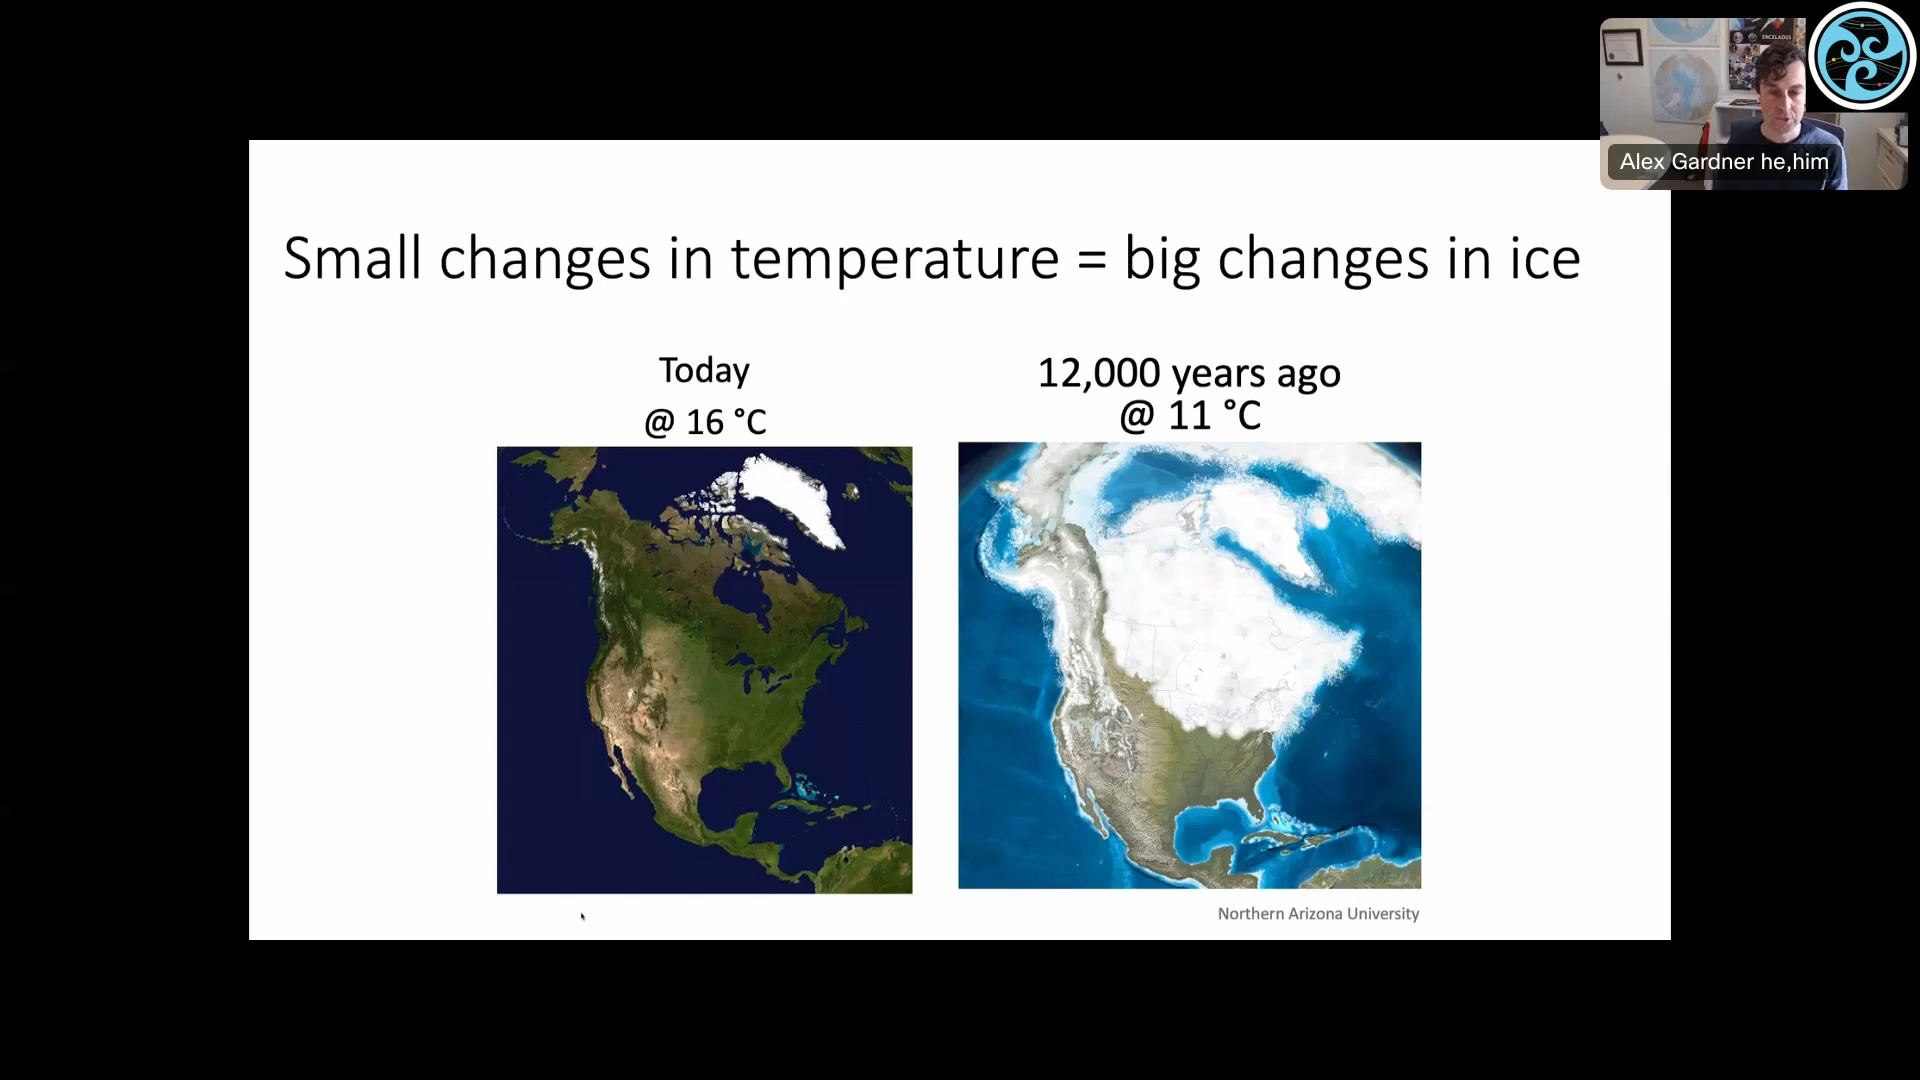 ENCELADUS
Alex Gardner he,him
Small changes in temperature = big changes in ice
Today
@ 16 °C
12,000 years ago
@ 11 °C
Northern Arizona University